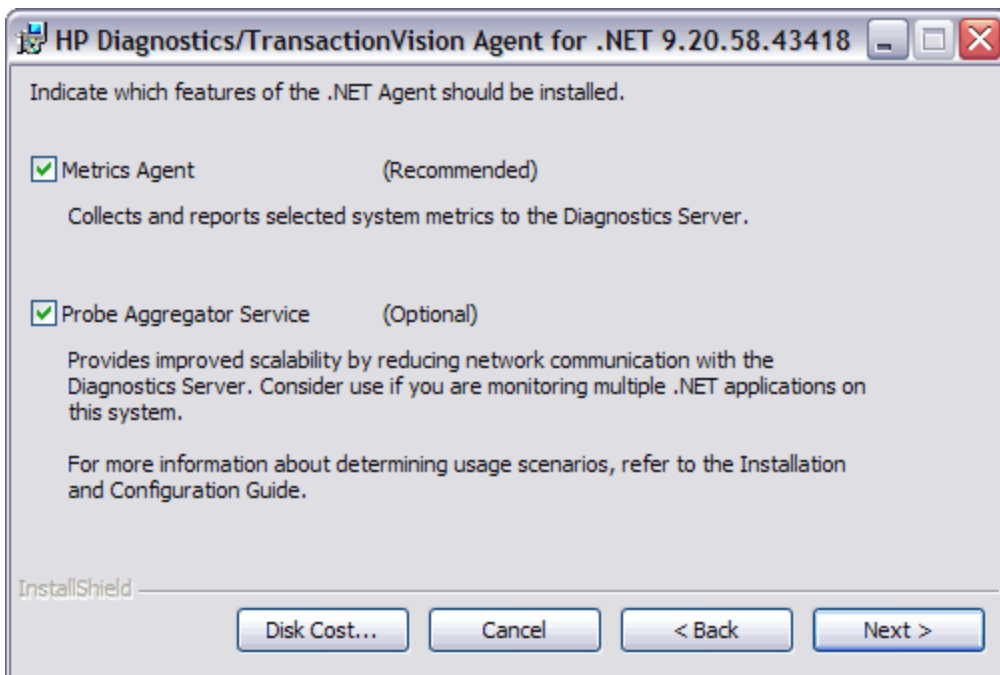 HP Diagnostics/TransactionVision Agent for .NET 9.20.58.43418
Indicate which features of the .NET Agent should be installed.
Metrics Agent (Recommended)
Collects and reports selected system metrics to the Diagnostics Server.
Probe Aggregator Service (Optional)
Provides improved scalability by reducing network communication with the
Diagnostics Server. Consider use if you are monitoring multiple .NET applications on
this system.
For more information about determining usage scenarios, refer to the Installation
and Configuration Guide.
InstallShield
Disk Cost... Cancel < Back Next >